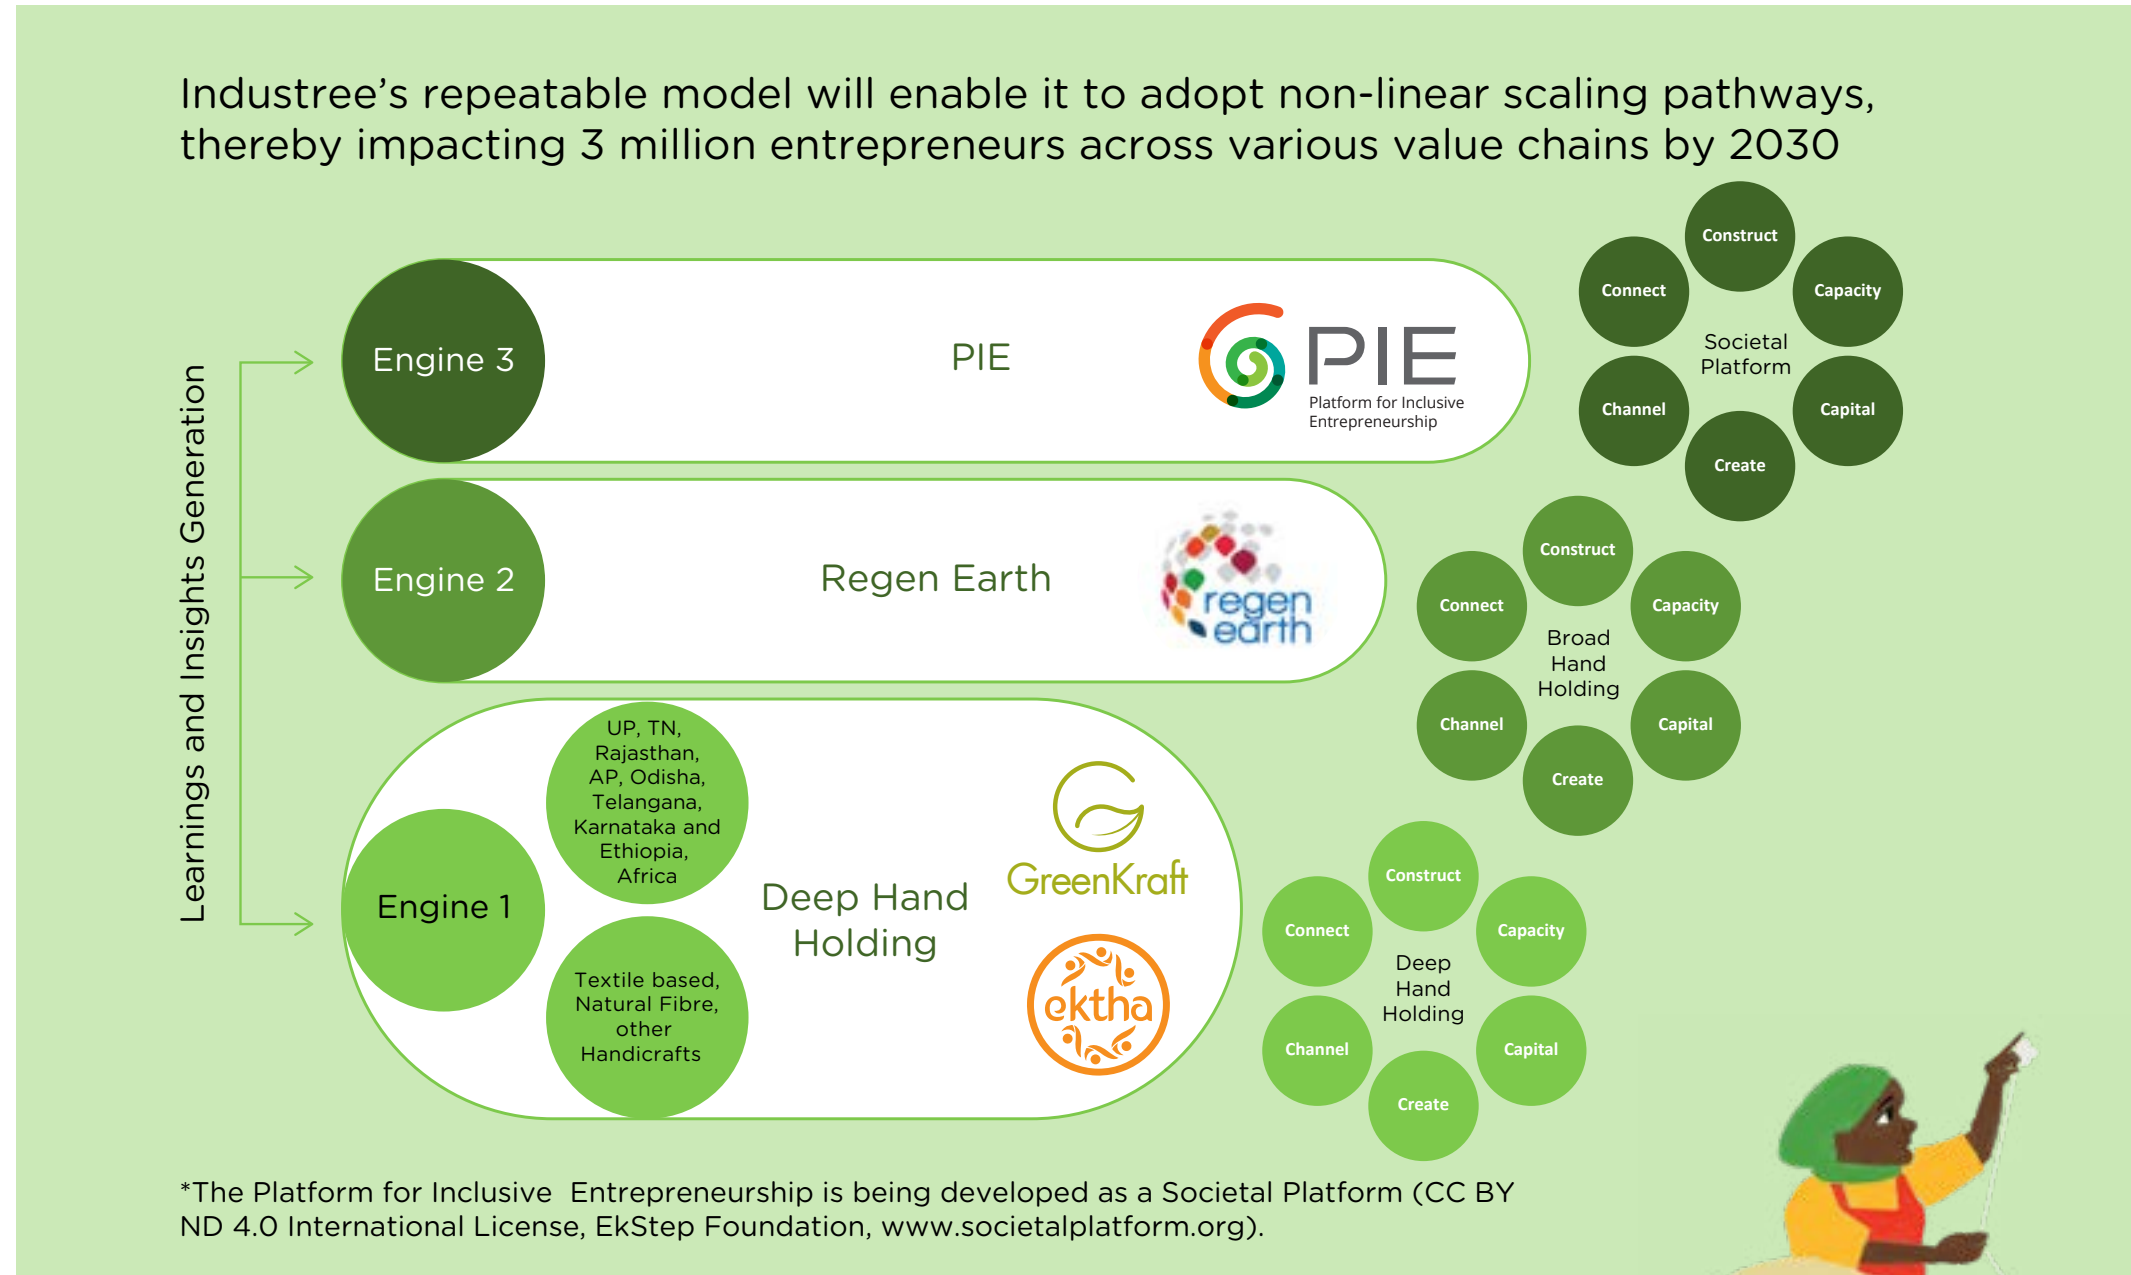 Industree’s repeatable model will enable it to adopt non-linear scaling pathways,
thereby impacting 3 million entrepreneurs across various value chains by 2030
Learnings and Insights Generation
Engine 3
PIE
PIE
Platform for Inclusive
Entrepreneurship
Construct
Connect
Capacity
Societal
Platform
Channel
Capital
Create
Engine 2
Regen Earth
regen
earth
Construct
Connect
Capacity
Broad
Hand
Holding
Channel
Capital
Create
Engine 1
UP, TN,
Rajasthan,
AP, Odisha,
Telangana,
Karnataka and
Ethiopia,
Africa
Textile based,
Natural Fibre,
other
Handicrafts
Deep Hand
Holding
GreenKraft
ektha
Construct
Connect
Capacity
Deep
Hand
Holding
Channel
Capital
Create
*The Platform for Inclusive  Entrepreneurship is being developed as a Societal Platform (CC BY
ND 4.0 International License, EkStep Foundation, www.societalplatform.org).